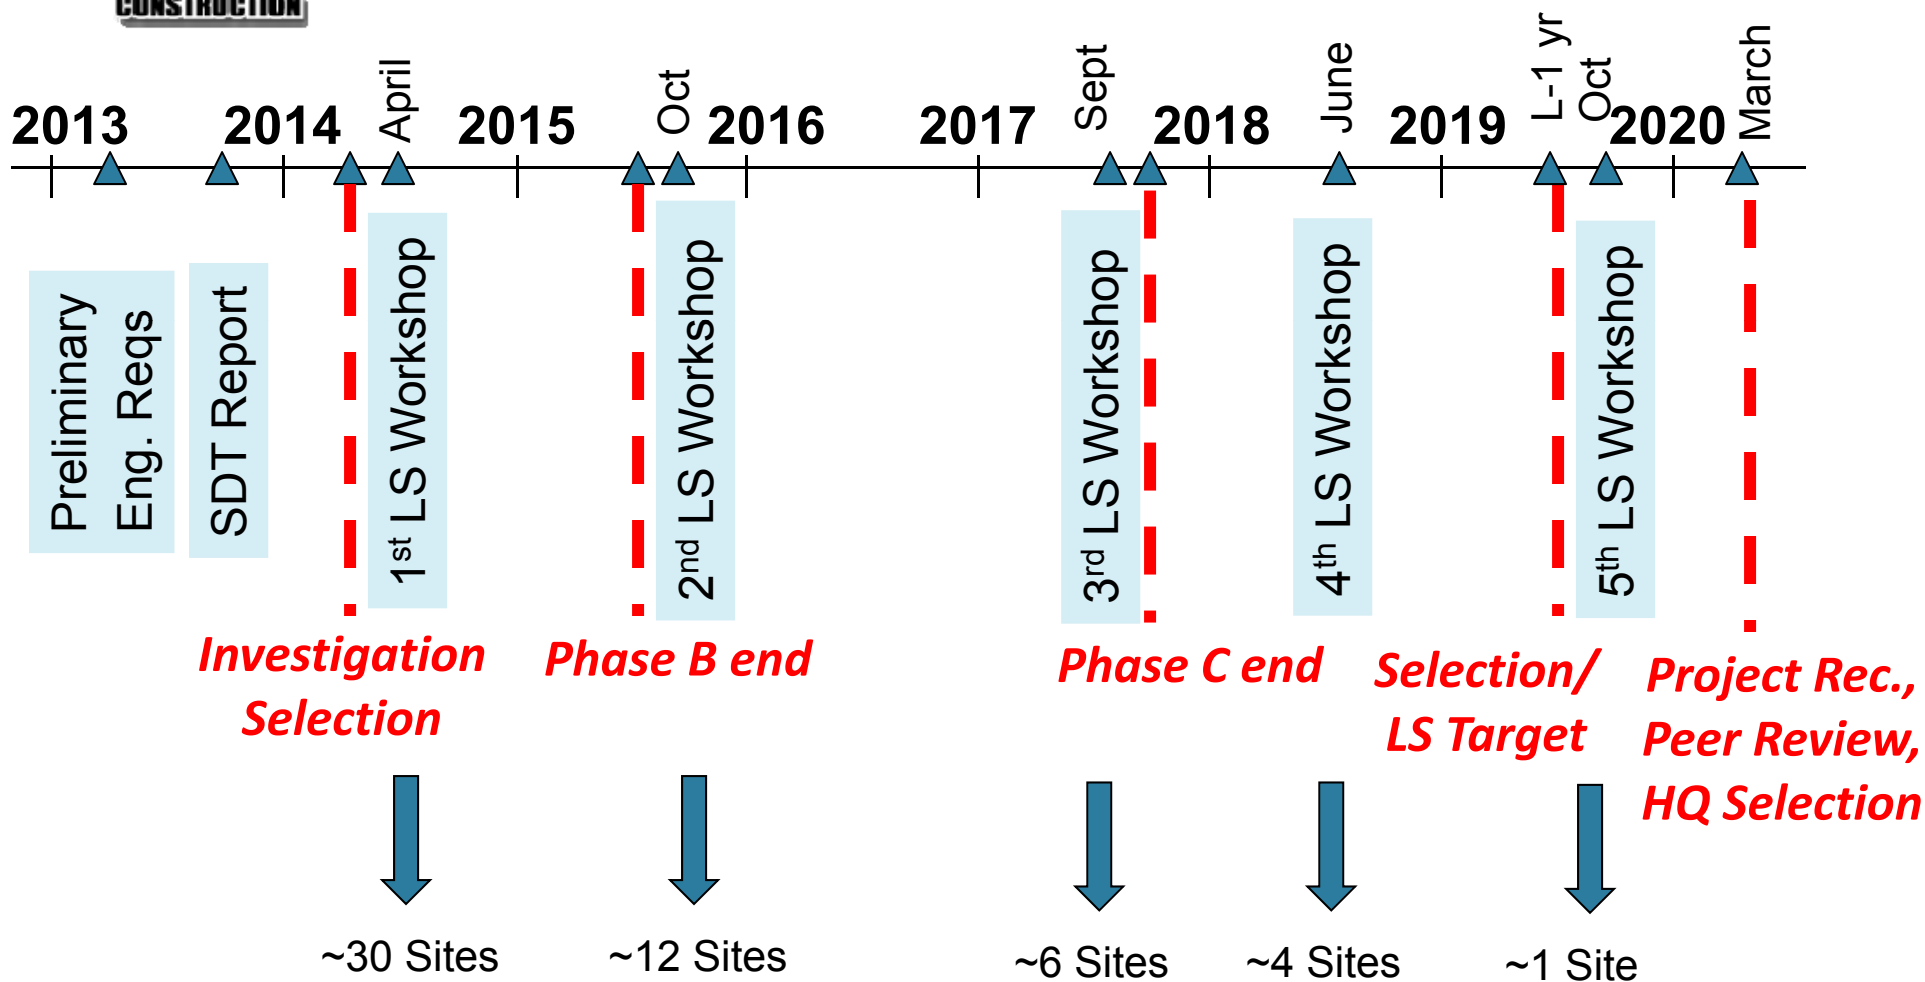 CONSTRUCTION
2013
2014
April
2015
Oct
2016
2017
Sept
2018
June
2019
L-1 yr
Oct
2020
March
Preliminary
Eng. Reqs
SDT Report
1st LS Workshop
2nd LS Workshop
3rd LS Workshop
4th LS Workshop
5th LS Workshop
Investigation
Selection
Phase B end
Phase C end
Selection/
LS Target
Project Rec.,
Peer Review,
HQ Selection
~30 Sites
~12 Sites
~6 Sites
~4 Sites
~1 Site